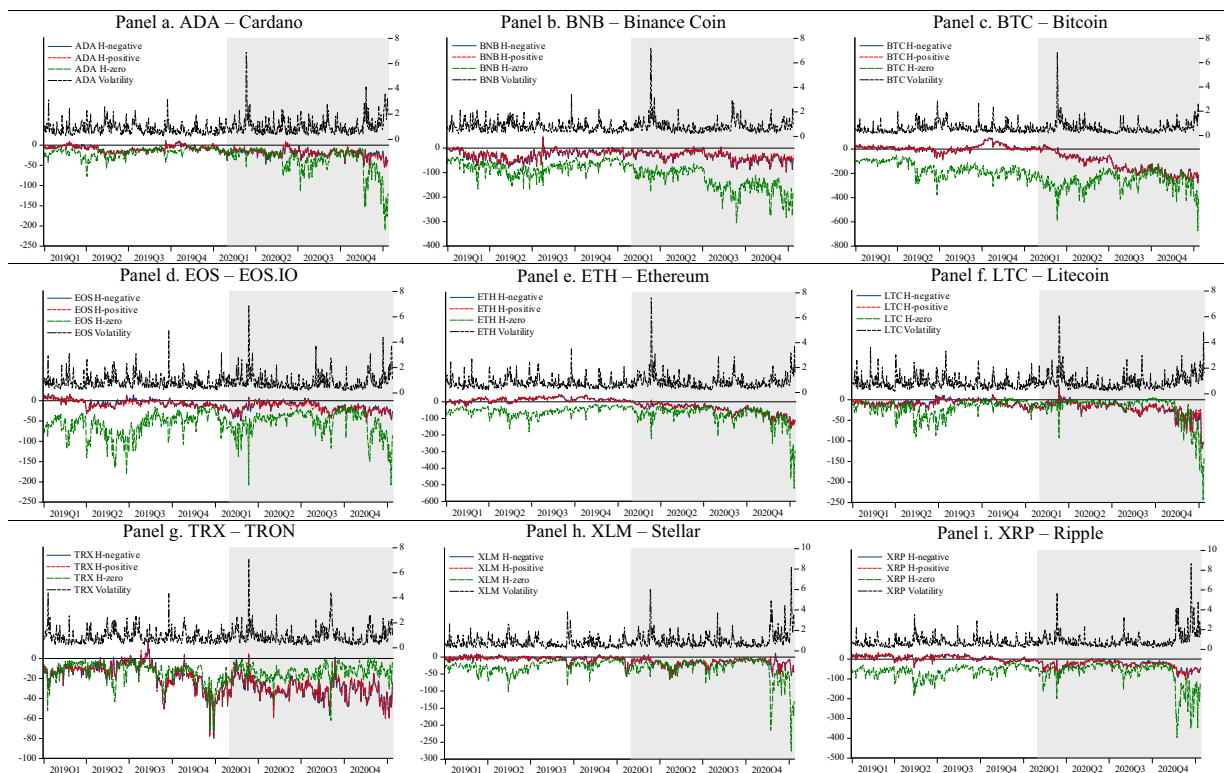 Panel a. ADA – Cardano
ADA H-negative
ADA H-positive
ADA H-zero
ADA Volatility
8
6
4
2
0
0
-50
-100
-150
-200
-250
2019Q1 2019Q2 2019Q3 2019Q4 2020Q1 2020Q2 2020Q3 2020Q4
Panel b. BNB – Binance Coin
BNB H-negative
BNB H-positive
BNB H-zero
BNB Volatility
8
6
4
2
0
0
-100
-200
-300
-400
2019Q1 2019Q2 2019Q3 2019Q4 2020Q1 2020Q2 2020Q3 2020Q4
Panel c. BTC – Bitcoin
BTC H-negative
BTC H-positive
BTC H-zero
BTC Volatility
8
6
4
2
0
0
-200
-400
-600
-800
2019Q1 2019Q2 2019Q3 2019Q4 2020Q1 2020Q2 2020Q3 2020Q4
Panel d. EOS – EOS.IO
EOS H-negative
EOS H-positive
EOS H-zero
EOS Volatility
8
6
4
2
0
0
-50
-100
-150
-200
-250
2019Q1 2019Q2 2019Q3 2019Q4 2020Q1 2020Q2 2020Q3 2020Q4
Panel e. ETH – Ethereum
ETH H-negative
ETH H-positive
ETH H-zero
ETH Volatility
8
6
4
2
0
0
-100
-200
-300
-400
-500
-600
2019Q1 2019Q2 2019Q3 2019Q4 2020Q1 2020Q2 2020Q3 2020Q4
Panel f. LTC – Litecoin
LTC H-negative
LTC H-positive
LTC H-zero
LTC Volatility
8
6
4
2
0
0
-50
-100
-150
-200
-250
2019Q1 2019Q2 2019Q3 2019Q4 2020Q1 2020Q2 2020Q3 2020Q4
Panel g. TRX – TRON
TRX H-negative
TRX H-positive
TRX H-zero
TRX Volatility
8
6
4
2
0
0
-20
-40
-60
-80
-100
2019Q1 2019Q2 2019Q3 2019Q4 2020Q1 2020Q2 2020Q3 2020Q4
Panel h. XLM – Stellar
XLM H-negative
XLM H-positive
XLM H-zero
XLM Volatility
10
8
6
4
2
0
0
-50
-100
-150
-200
-250
-300
2019Q1 2019Q2 2019Q3 2019Q4 2020Q1 2020Q2 2020Q3 2020Q4
Panel i. XRP – Ripple
XRP H-negative
XRP H-positive
XRP H-zero
XRP Volatility
10
8
6
4
2
0
0
-100
-200
-300
-400
-500
2019Q1 2019Q2 2019Q3 2019Q4 2020Q1 2020Q2 2020Q3 2020Q4